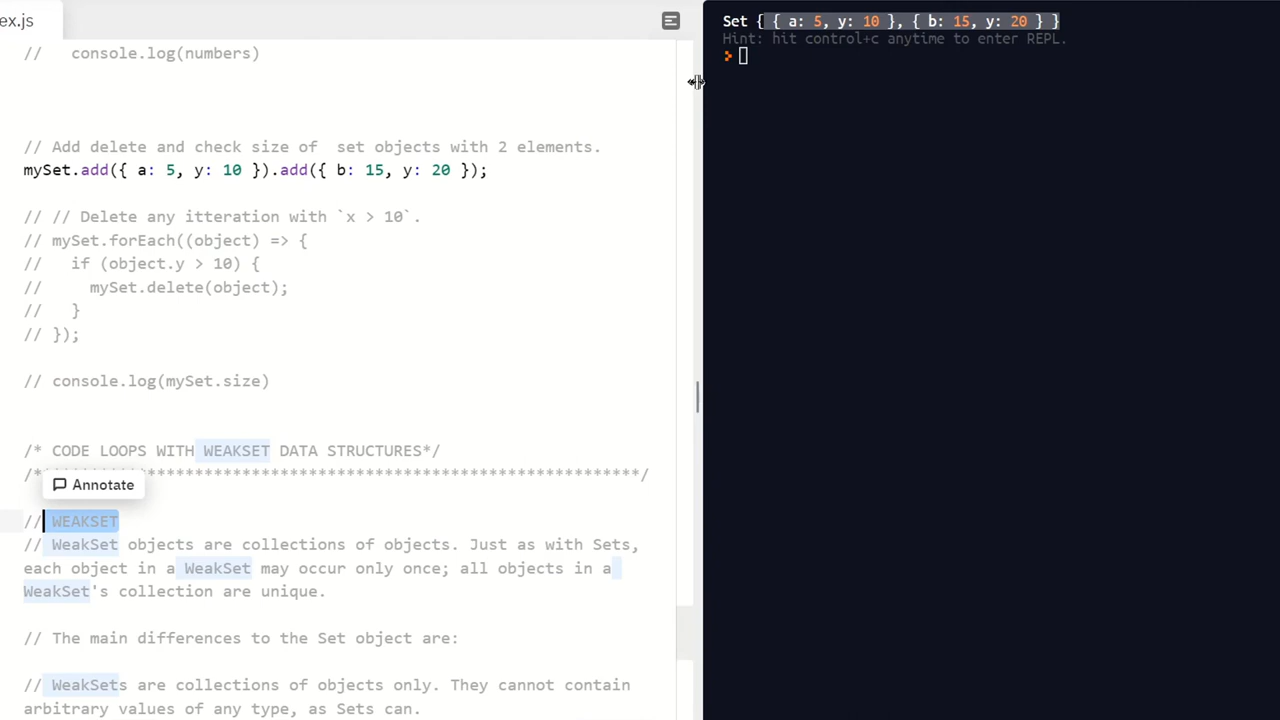 ex.js
//   console.log(numbers)
// Add delete and check size of  set objects with 2 elements.
mySet.add({ a: 5, y: 10 }).add({ b: 15, y: 20 });
// // Delete any itteration with `x > 10`.
// mySet.forEach((object) => {
//   if (object.y > 10) {
//     mySet.delete(object);
//   }
// });
// console.log(mySet.size)
/* CODE LOOPS WITH WEAKSET DATA STRUCTURES*/
/****************************************************************/
Annotate
// WEAKSET
// WeakSet objects are collections of objects. Just as with Sets,
each object in a WeakSet may occur only once; all objects in a
WeakSet's collection are unique.
// The main differences to the Set object are:
// WeakSets are collections of objects only. They cannot contain
arbitrary values of any type, as Sets can.
Set { { a: 5, y: 10 }, { b: 15, y: 20 } }
Hint: hit control+c anytime to enter REPL.
>